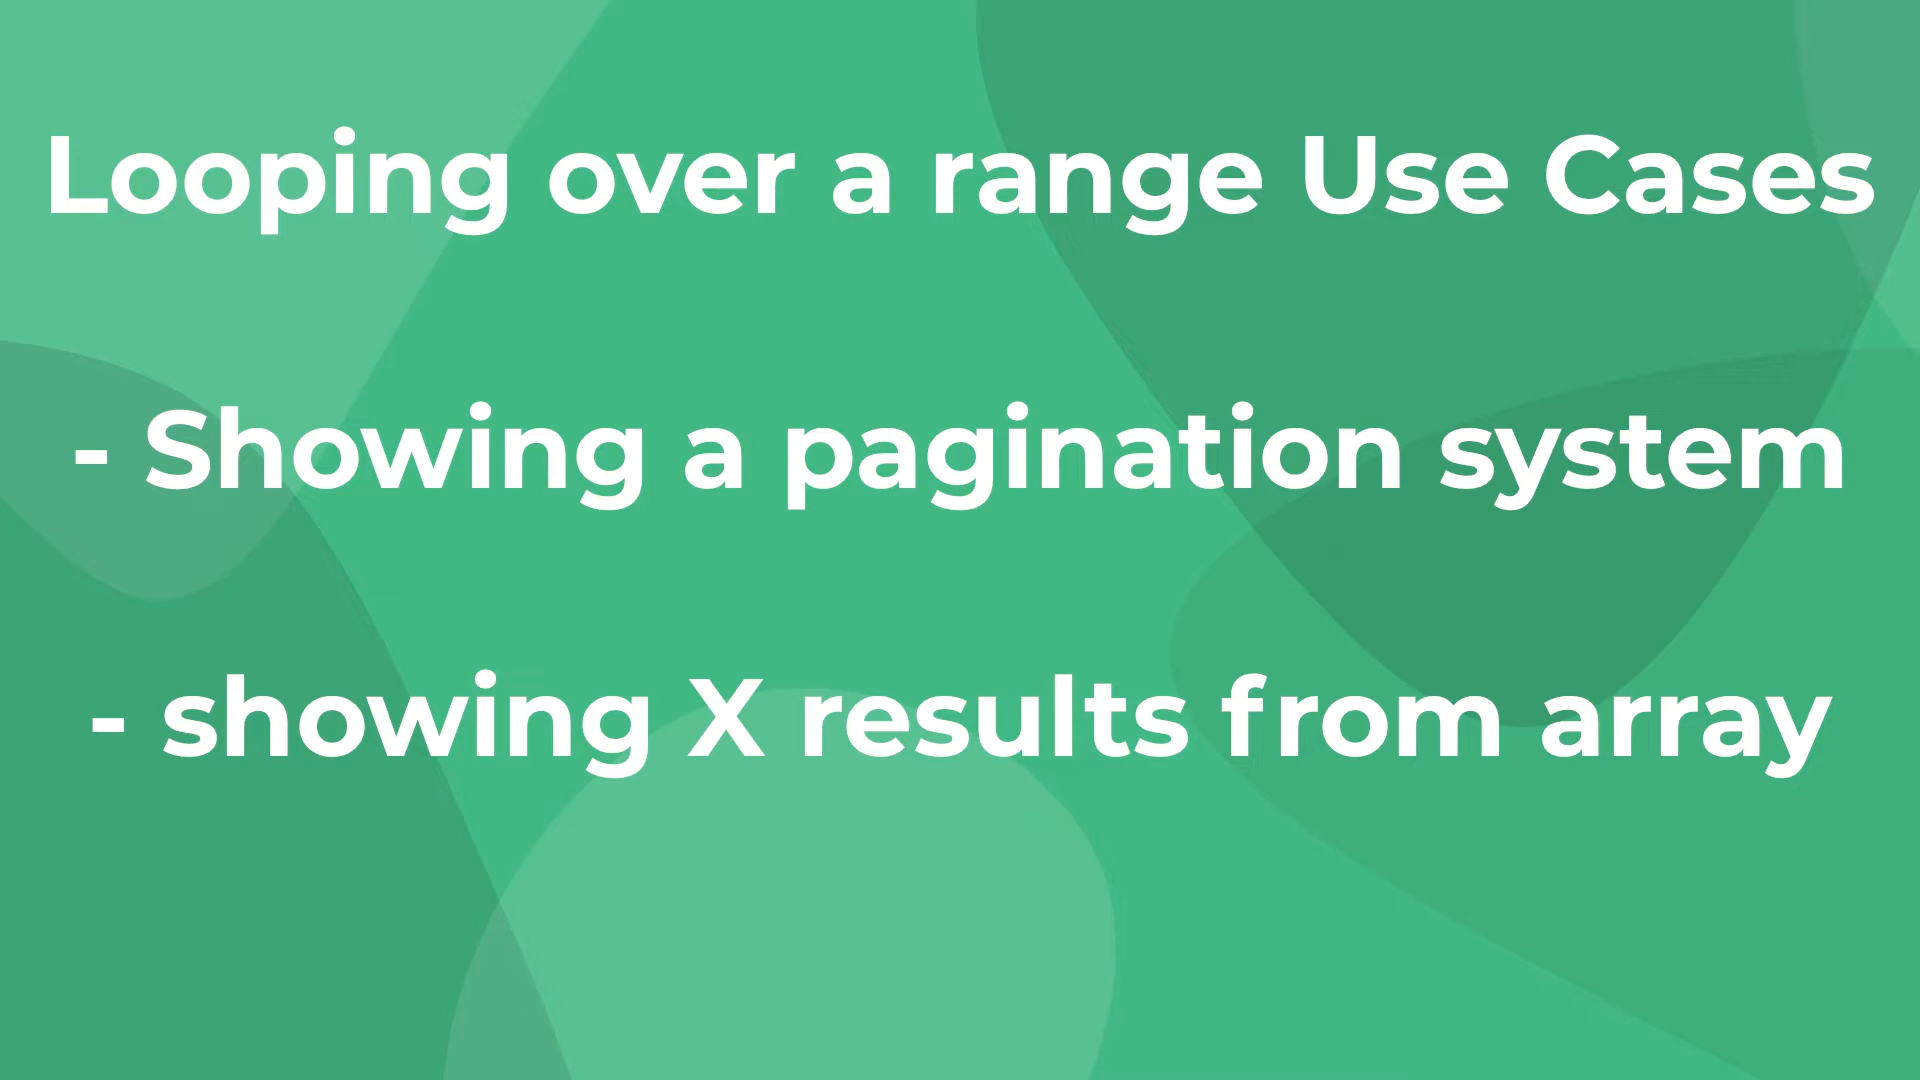 Looping over a range Use Cases
- Showing a pagination system
- showing X results from array